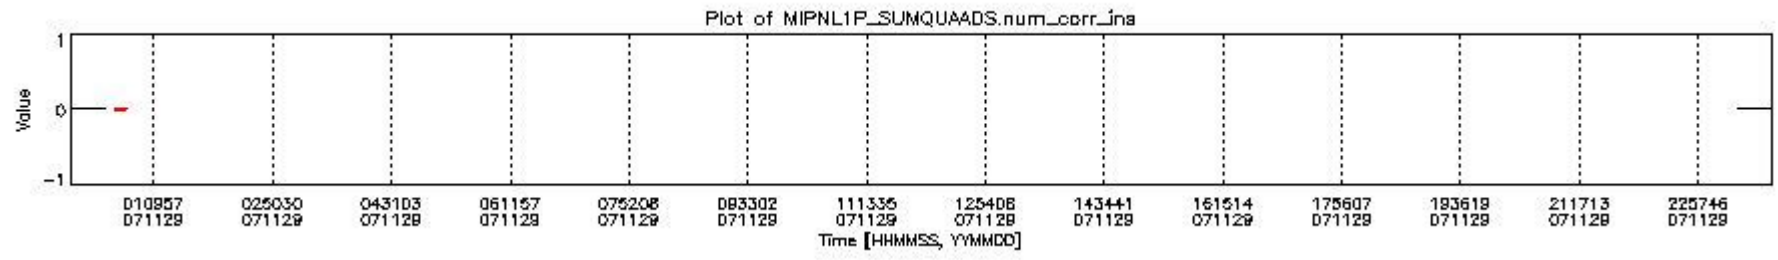 Plot of MIPNL1P_SUMQUAADS.num_corr_ins
1
Value
0
-1
010957 025030 043103 061157 075208 093302 111335 125408 143441 161514 175607 193619 211713 225746
071129 071129 071129 071129 071129 071129 071129 071129 071129 071129 071129 071129 071129 071129
Time [HHMMSS, YYMMDD]